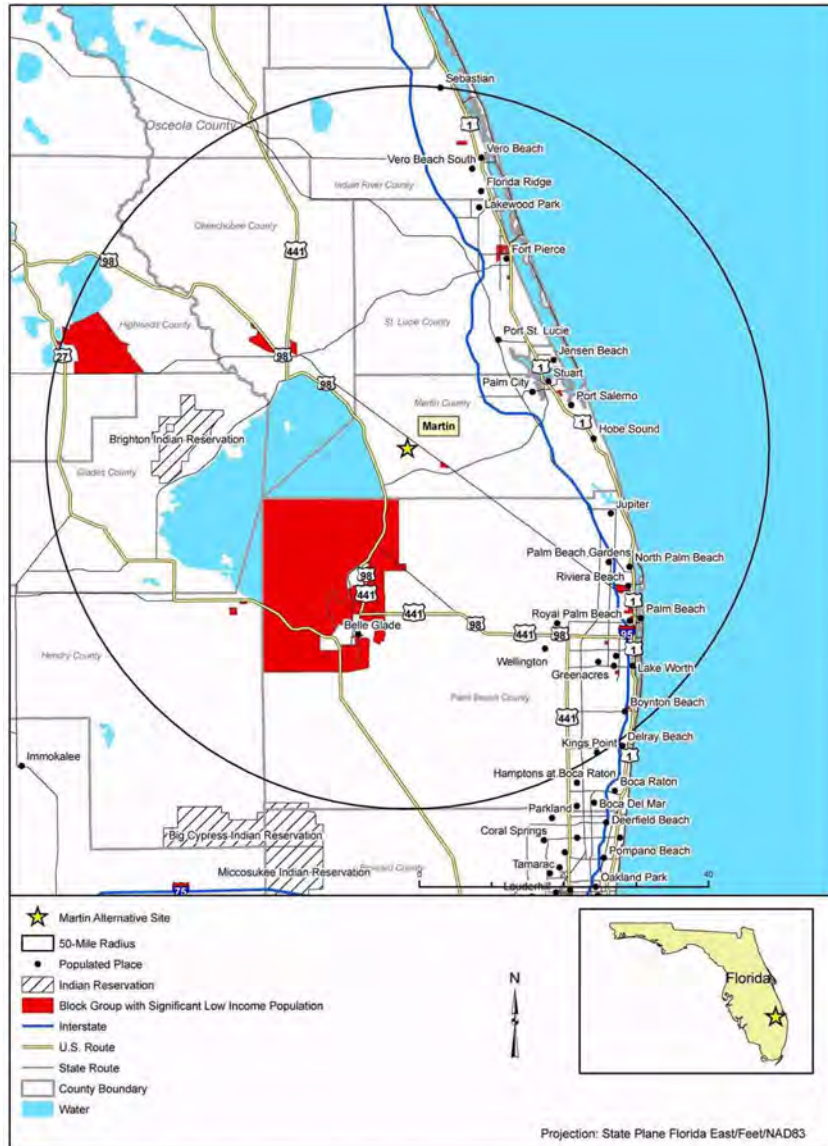 Sebastian
Osceola County
1
Vero Beach
Vero Beach South
Indian River County
Florida Ridge
Lakewood Park
Okeechobee County
441
98
Fort Pierce
Highlands County
St. Lucie County
27
98
Port St. Lucie
Jensen Beach
1
Stuart
98
Palm City
Port Salerno
Martin County
Martin
1
Hobe Sound
Brighton Indian Reservation
Glades County
Jupiter
Palm Beach Gardens
North Palm Beach
98
Riviera Beach
441
1
441
98
Royal Palm Beach
Palm Beach
Belle Glade
441
98
95
1
Hendry County
Wellington
Greenacres
Lake Worth
Palm Beach County
441
Boynton Beach
Immokalee
Kings Point
Delray Beach
1
Hamptons at Boca Raton
Boca Raton
Parkland
Boca Del Mar
Big Cypress Indian Reservation
Coral Springs
Deerfield Beach
Miccosukee Indian Reservation
Broward County
Pompano Beach
Tamarac
0
40
Oakland Park
75
Lauderhill
Martin Alternative Site
50-Mile Radius
Populated Place
Indian Reservation
Block Group with Significant Low Income Population
Interstate
U.S. Route
State Route
County Boundary
Water
N
Florida
Projection: State Plane Florida East/Feet/NAD83